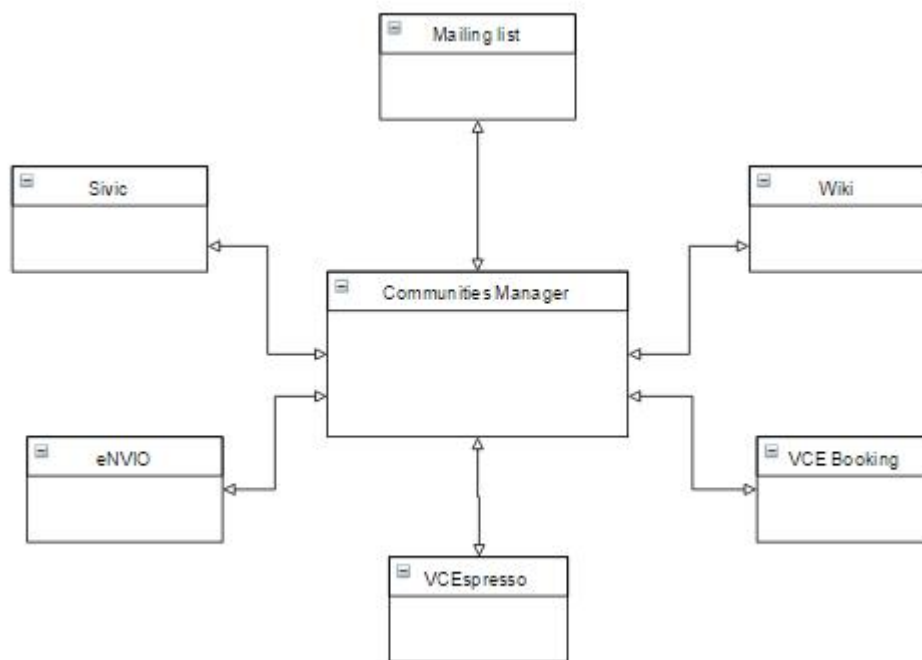 Mailing list
Sivic
Wiki
Communities Manager
eNVIO
VCE Booking
VCEspresso